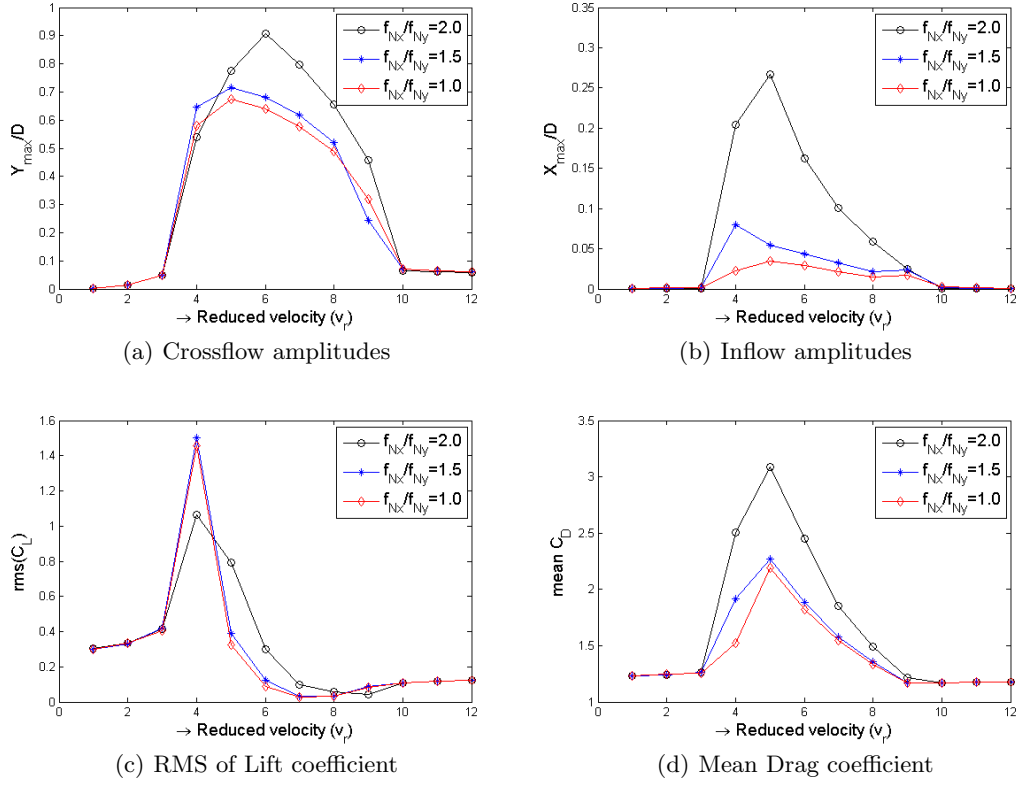 1
0.9
0.8
0.7
0.6
0.5
0.4
0.3
0.2
0.1
0
0 2 4 6 8 10 12
Y_max/D
→ Reduced velocity (v_r)
f_Nx/f_Ny=2.0
f_Nx/f_Ny=1.5
f_Nx/f_Ny=1.0
(a) Crossflow amplitudes
0.35
0.3
0.25
0.2
0.15
0.1
0.05
0
0 2 4 6 8 10 12
X_max/D
→ Reduced velocity (v_r)
f_Nx/f_Ny=2.0
f_Nx/f_Ny=1.5
f_Nx/f_Ny=1.0
(b) Inflow amplitudes
1.6
1.4
1.2
1
0.8
0.6
0.4
0.2
0
0 2 4 6 8 10 12
rms(C_L)
→ Reduced velocity (v_r)
f_Nx/f_Ny=2.0
f_Nx/f_Ny=1.5
f_Nx/f_Ny=1.0
(c) RMS of Lift coefficient
3.5
3
2.5
2
1.5
1
0 2 4 6 8 10 12
mean C_D
→ Reduced velocity (v_r)
f_Nx/f_Ny=2.0
f_Nx/f_Ny=1.5
f_Nx/f_Ny=1.0
(d) Mean Drag coefficient